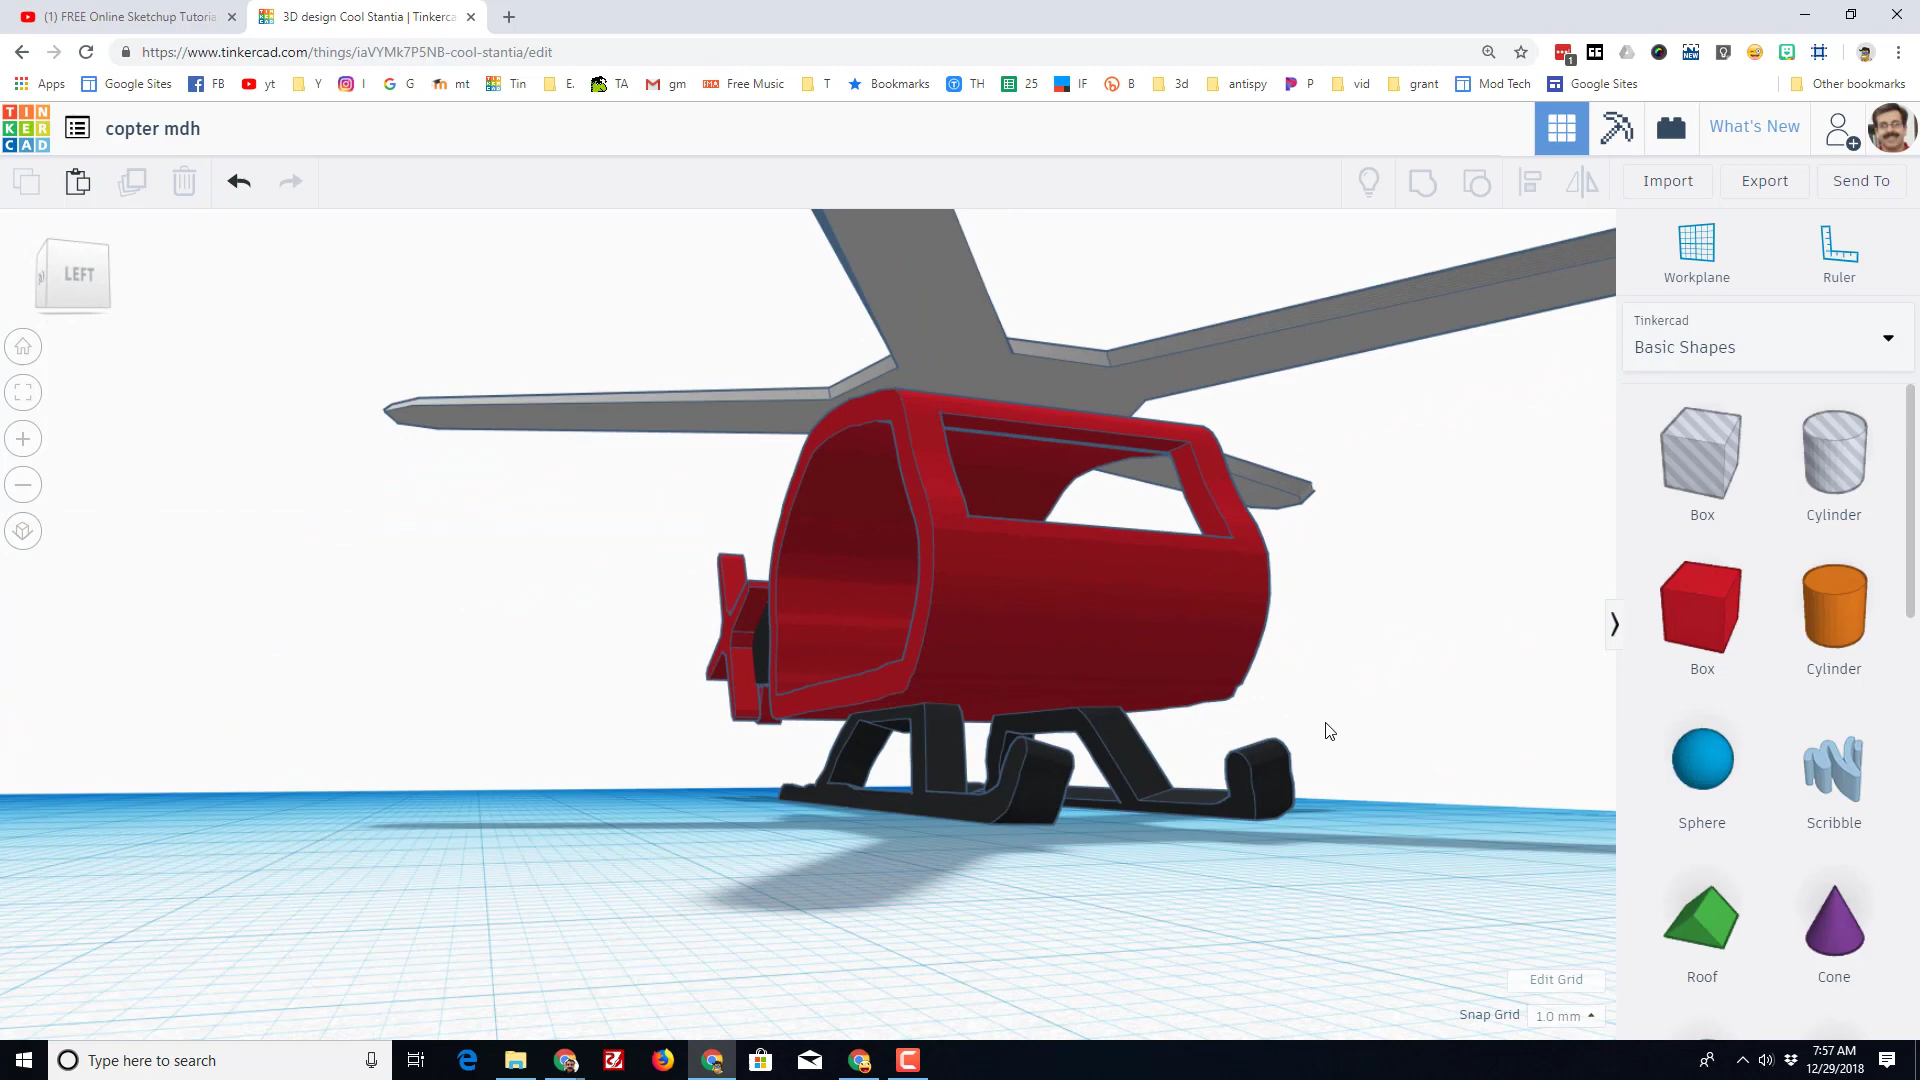 (1) FREE Online Sketchup Tutoria
3D design Cool Stantia | Tinkerca
https://www.tinkercad.com/things/iaVYMk7P5NB-cool-stantia/edit
1
Apps Google Sites FB yt Y I G mt Tin E. TA gm Free Music T Bookmarks TH 25 IF B 3d antispy P vid grant Mod Tech Google Sites Other bookmarks
TIN
KER
CAD
copter mdh
What's New
Import Export Send To
LEFT
Workplane Ruler
Tinkercad
Basic Shapes
Box Cylinder
Box Cylinder
Sphere Scribble
Roof Cone
Edit Grid
Snap Grid 1.0 mm
Type here to search
7:57 AM
12/29/2018